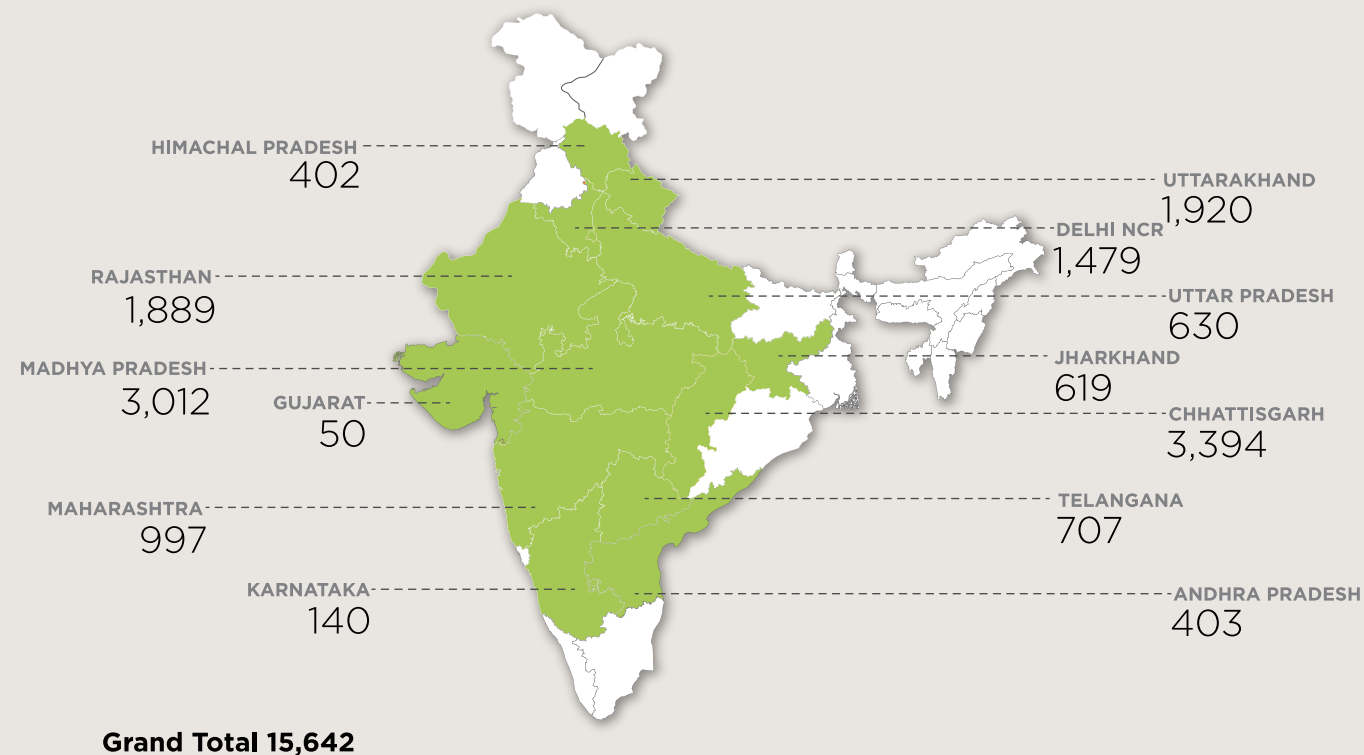 HIMACHAL PRADESH
402
RAJASTHAN
1,889
MADHYA PRADESH
3,012
GUJARAT
50
MAHARASHTRA
997
KARNATAKA
140
UTTARAKHAND
1,920
DELHI NCR
1,479
UTTAR PRADESH
630
JHARKHAND
619
CHHATTISGARH
3,394
TELANGANA
707
ANDHRA PRADESH
403
Grand Total 15,642